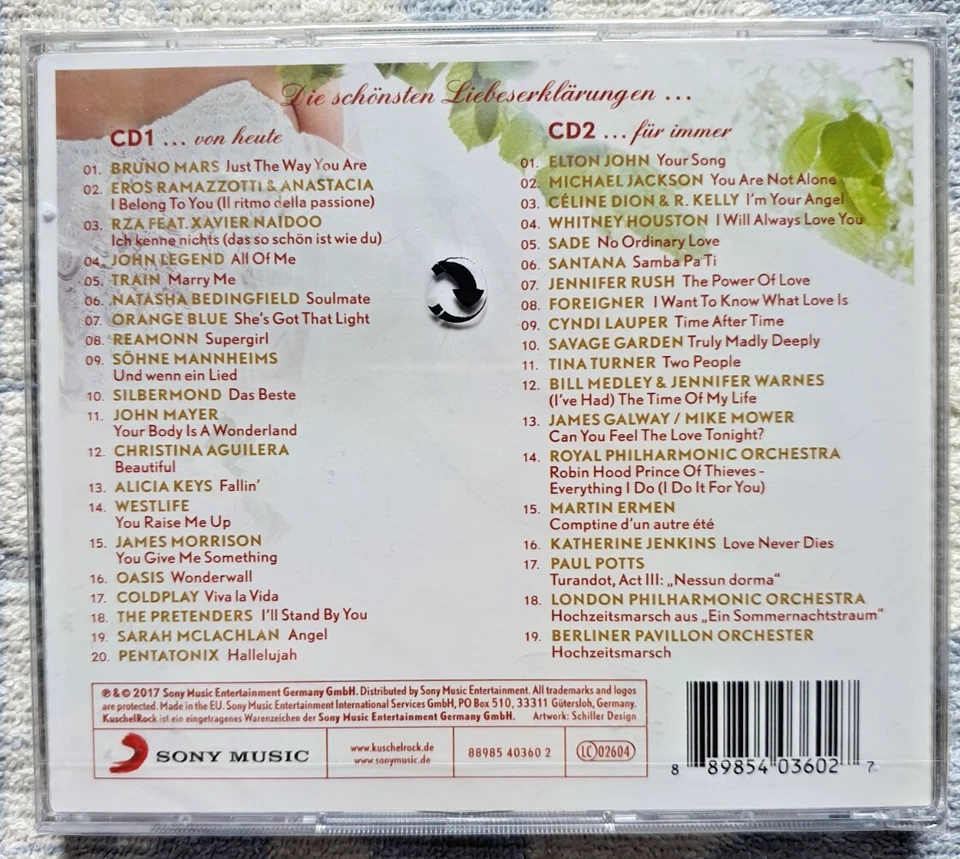 Die schönsten Liebeserklärungen ...
CD1 ... von heute
01. BRUNO MARS Just The Way You Are
02. EROS RAMAZZOTTI & ANASTACIA
I Belong To You (Il ritmo della passione)
03. RZA FEAT. XAVIER NAIDOO
Ich kenne nichts (das so schön ist wie du)
04. JOHN LEGEND All Of Me
05. TRAIN Marry Me
06. NATASHA BEDINGFIELD Soulmate
07. ORANGE BLUE She's Got That Light
08. REAMONN Supergirl
09. SÖHNE MANNHEIMS
Und wenn ein Lied
10. SILBERMOND Das Beste
11. JOHN MAYER
Your Body Is A Wonderland
12. CHRISTINA AGUILERA
Beautiful
13. ALICIA KEYS Fallin'
14. WESTLIFE
You Raise Me Up
15. JAMES MORRISON
You Give Me Something
16. OASIS Wonderwall
17. COLDPLAY Viva la Vida
18. THE PRETENDERS I'll Stand By You
19. SARAH MCLACHLAN Angel
20. PENTATONIX Hallelujah
CD2 ... für immer
01. ELTON JOHN Your Song
02. MICHAEL JACKSON You Are Not Alone
03. CÉLINE DION & R. KELLY I'm Your Angel
04. WHITNEY HOUSTON I Will Always Love You
05. SADE No Ordinary Love
06. SANTANA Samba Pa Ti
07. JENNIFER RUSH The Power Of Love
08. FOREIGNER I Want To Know What Love Is
09. CYNDI LAUPER Time After Time
10. SAVAGE GARDEN Truly Madly Deeply
11. TINA TURNER Two People
12. BILL MEDLEY & JENNIFER WARNES
(I've Had) The Time Of My Life
13. JAMES GALWAY / MIKE MOWER
Can You Feel The Love Tonight?
14. ROYAL PHILHARMONIC ORCHESTRA
Robin Hood Prince Of Thieves -
Everything I Do (I Do It For You)
15. MARTIN ERMEN
Comptine d'un autre été
16. KATHERINE JENKINS Love Never Dies
17. PAUL POTTS
Turandot, Act III: „Nessun dorma“
18. LONDON PHILHARMONIC ORCHESTRA
Hochzeitsmarsch aus „Ein Sommernachtstraum“
19. BERLINER PAVILLON ORCHESTER
Hochzeitsmarsch
℗ & © 2017 Sony Music Entertainment Germany GmbH. Distributed by Sony Music Entertainment. All trademarks and logos
are protected. Made in the EU. Sony Music Entertainment International Services GmbH, PO Box 510, 33311 Gütersloh, Germany.
KuschelRock ist ein eingetragenes Warenzeichen der Sony Music Entertainment Germany GmbH. Artwork: Schiller Design
SONY MUSIC
www.kuschelrock.de
www.sonymusic.de
88985 40360 2
LC 02604
8 89854 03602 7